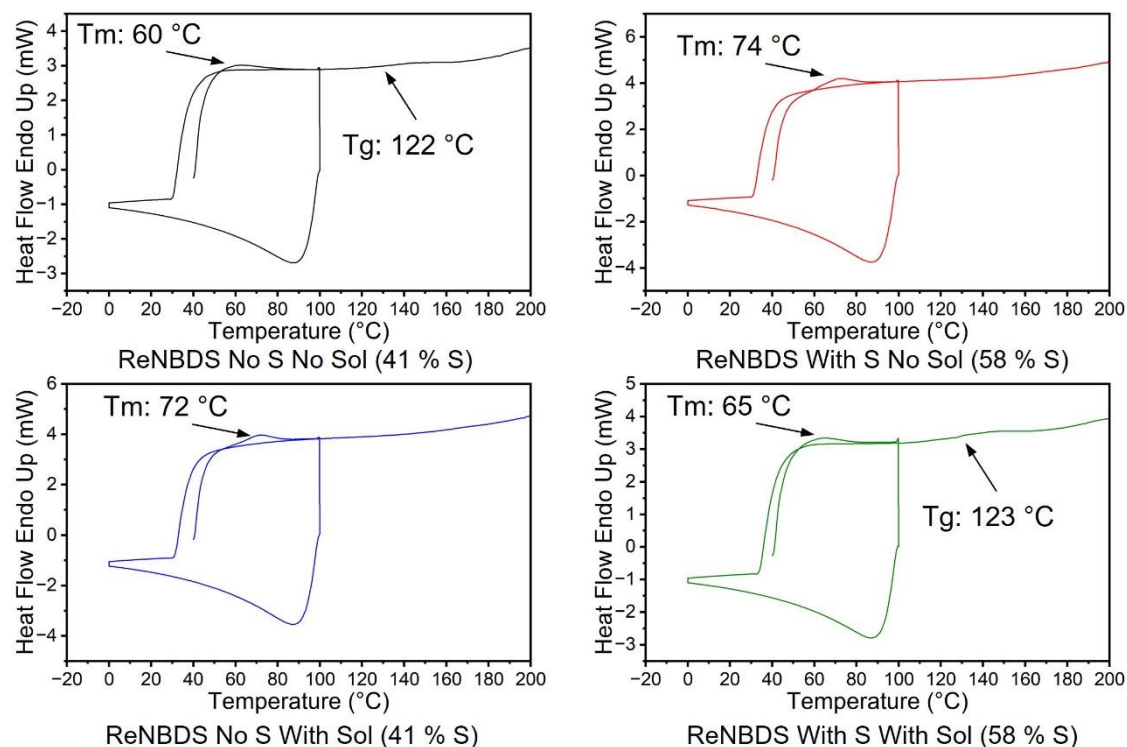 Heat Flow Endo Up (mW)
4
3
2
1
0
−1
−2
−3
Tm: 60 °C
Tg: 122 °C
−20 0 20 40 60 80 100 120 140 160 180 200
Temperature (°C)
ReNBDS No S No Sol (41 % S)
Heat Flow Endo Up (mW)
6
4
2
0
−2
−4
Tm: 74 °C
−20 0 20 40 60 80 100 120 140 160 180 200
Temperature (°C)
ReNBDS With S No Sol (58 % S)
Heat Flow Endo Up (mW)
6
4
2
0
−2
−4
Tm: 72 °C
−20 0 20 40 60 80 100 120 140 160 180 200
Temperature (°C)
ReNBDS No S With Sol (41 % S)
Heat Flow Endo Up (mW)
5
4
3
2
1
0
−1
−2
−3
Tm: 65 °C
Tg: 123 °C
−20 0 20 40 60 80 100 120 140 160 180 200
Temperature (°C)
ReNBDS With S With Sol (58 % S)